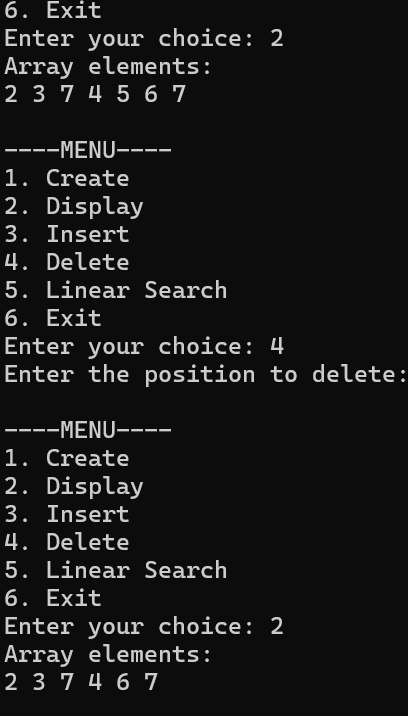 6. Exit
Enter your choice: 2
Array elements:
2 3 7 4 5 6 7
----MENU----
1. Create
2. Display
3. Insert
4. Delete
5. Linear Search
6. Exit
Enter your choice: 4
Enter the position to delete:
----MENU----
1. Create
2. Display
3. Insert
4. Delete
5. Linear Search
6. Exit
Enter your choice: 2
Array elements:
2 3 7 4 6 7